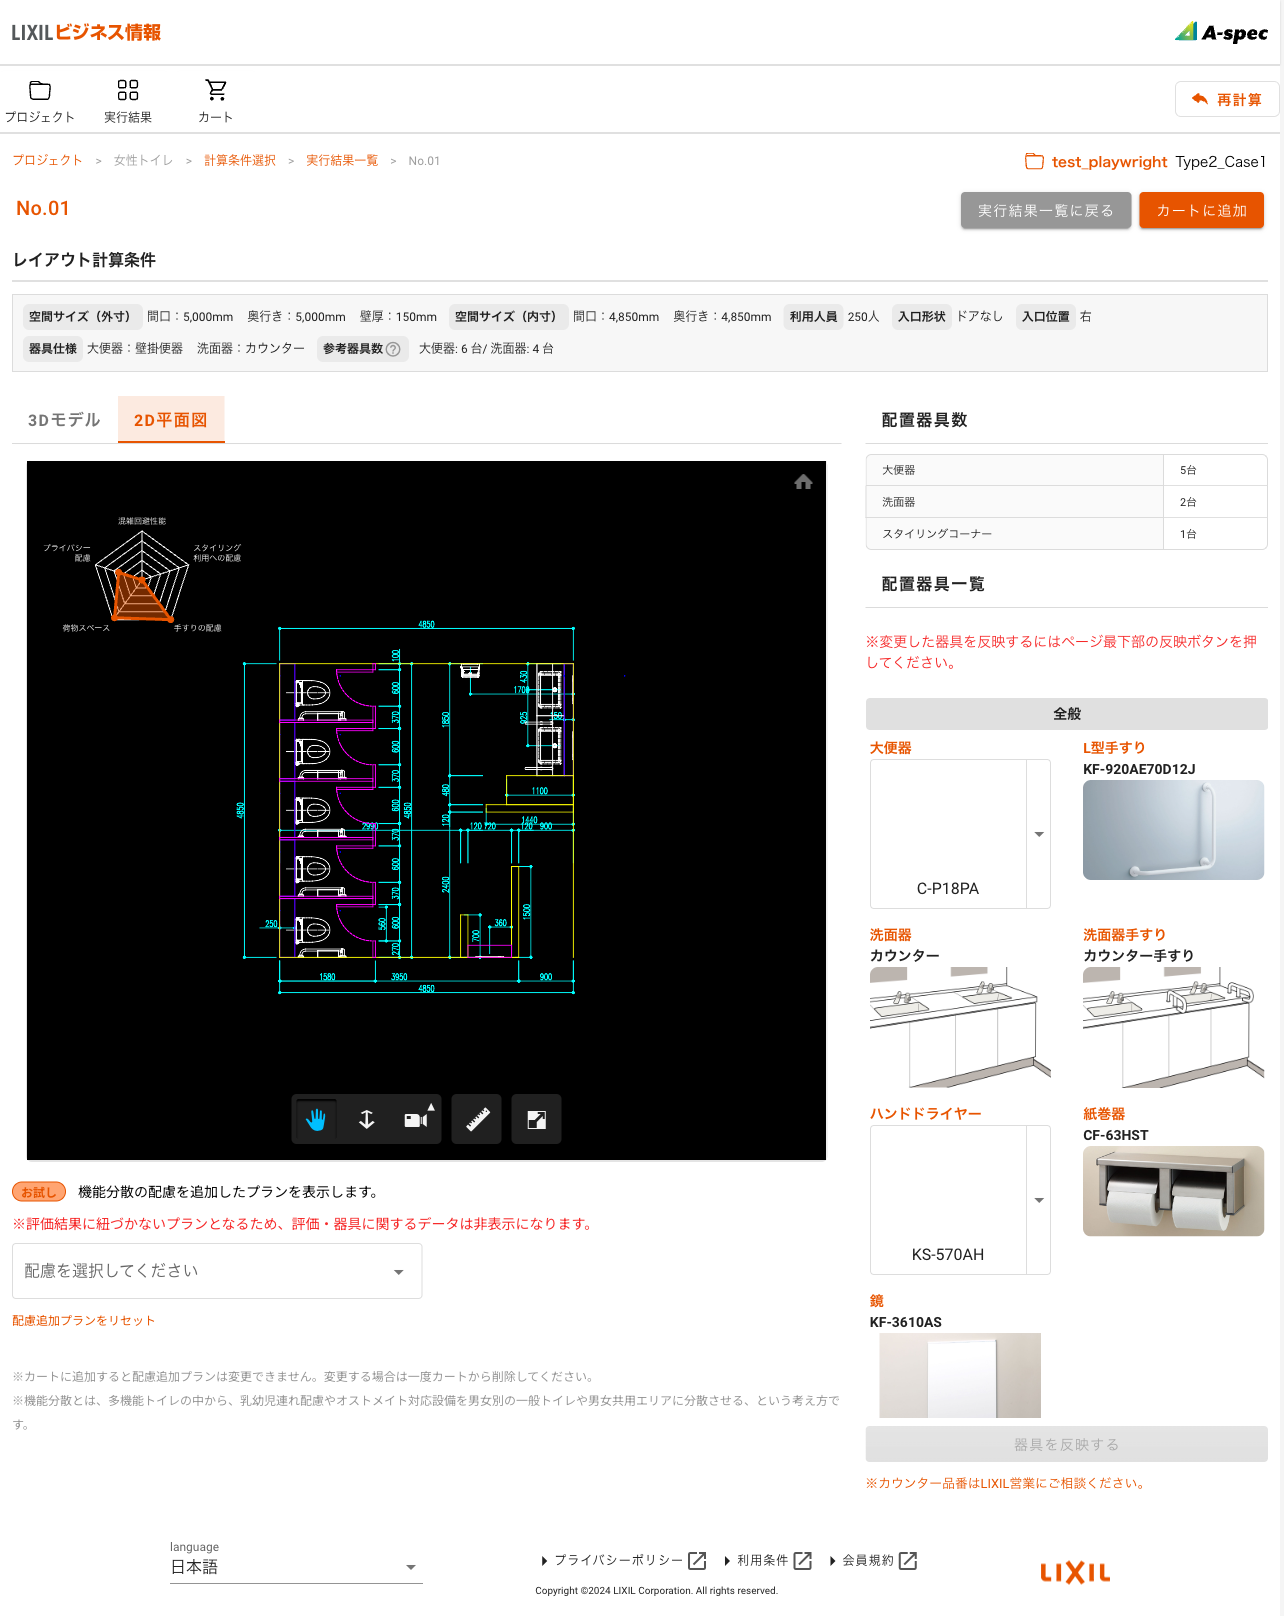 LIXILビジネス情報
A-spec
プロジェクト
実行結果
カート
再計算
プロジェクト > 女性トイレ > 計算条件選択 > 実行結果一覧 > No.01
test_playwright Type2_Case1
No.01
実行結果一覧に戻る
カートに追加
レイアウト計算条件
空間サイズ（外寸） 間口：5,000mm 奥行き：5,000mm 壁厚：150mm 空間サイズ（内寸） 間口：4,850mm 奥行き：4,850mm 利用人員 250人 入口形状 ドアなし 入口位置 右
器具仕様 大便器：壁掛便器 洗面器：カウンター 参考器具数 大便器: 6 台/ 洗面器: 4 台
3Dモデル
2D平面図
混雑回避性能
プライバシー
配慮
スタイリング
利用への配慮
荷物スペース
手すりの配慮
4850
100
600
370
600
370
600
370
600
370
600
270
560
4850
4850
1850
480
120
2400
430
1700
925
1100
1440
2990
120 120
120 900
250
360
700
1500
1580
3950
900
4850
お試し 機能分散の配慮を追加したプランを表示します。
※評価結果に紐づかないプランとなるため、評価・器具に関するデータは非表示になります。
配慮を選択してください
配慮追加プランをリセット
※カートに追加すると配慮追加プランは変更できません。変更する場合は一度カートから削除してください。
※機能分散とは、多機能トイレの中から、乳幼児連れ配慮やオストメイト対応設備を男女別の一般トイレや男女共用エリアに分散させる、という考え方で
す。
配置器具数
大便器 5台
洗面器 2台
スタイリングコーナー 1台
配置器具一覧
※変更した器具を反映するにはページ最下部の反映ボタンを押
してください。
全般
大便器
C-P18PA
L型手すり
KF-920AE70D12J
洗面器
カウンター
洗面器手すり
カウンター手すり
ハンドドライヤー
KS-570AH
紙巻器
CF-63HST
鏡
KF-3610AS
器具を反映する
※カウンター品番はLIXIL営業にご相談ください。
language
日本語
プライバシーポリシー
利用条件
会員規約
Copyright ©2024 LIXIL Corporation. All rights reserved.
LIXIL